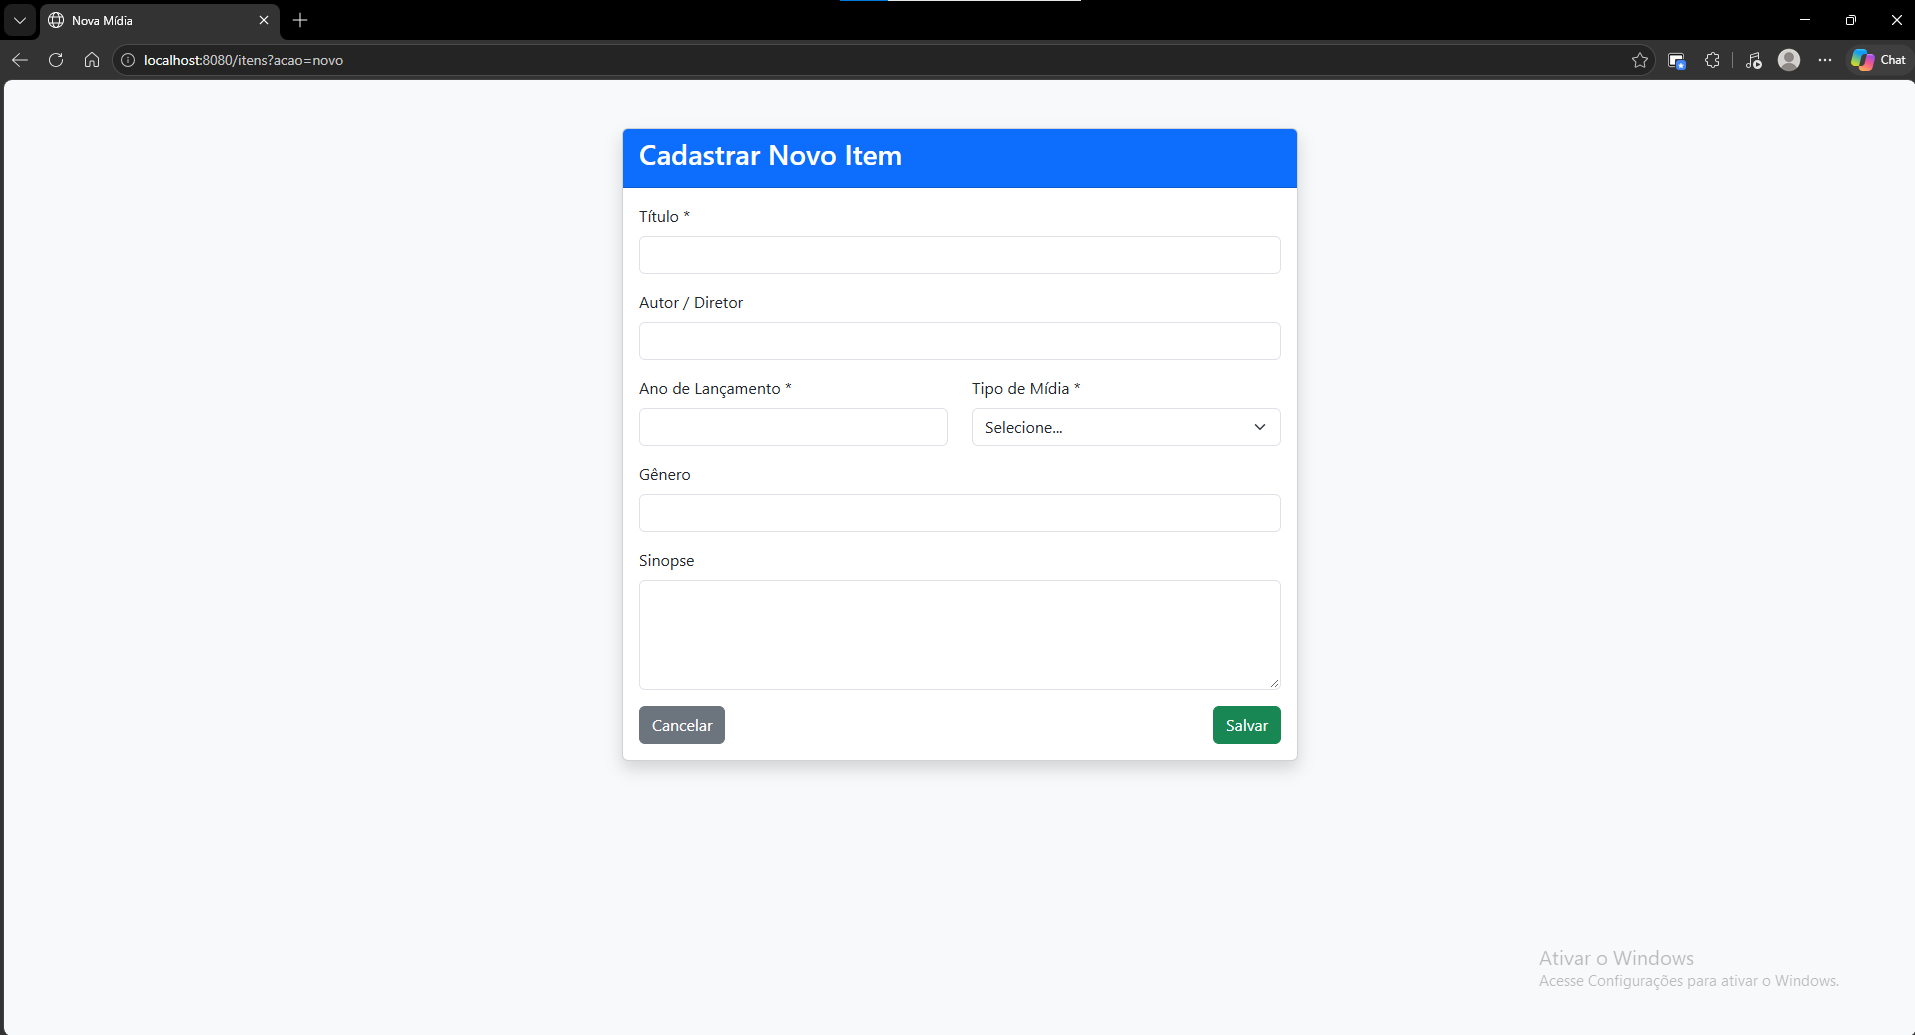 Nova Mídia
localhost:8080/itens?acao=novo
Chat
Cadastrar Novo Item
Título *
Autor / Diretor
Ano de Lançamento *
Tipo de Mídia *
Selecione...
Gênero
Sinopse
Cancelar
Salvar
Ativar o Windows
Acesse Configurações para ativar o Windows.